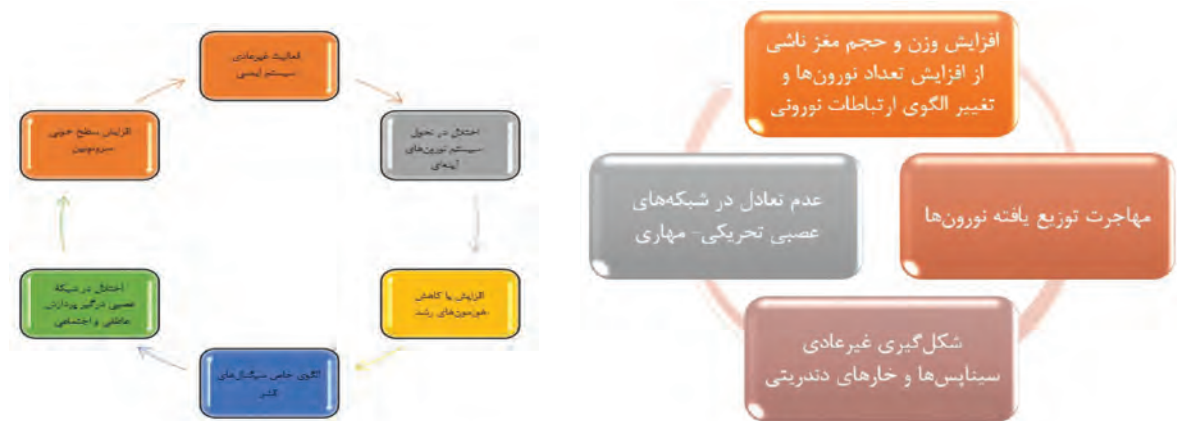 افزایش وزن و حجم مغز ناشی
از افزایش تعداد نورون‌ها و
تغییر الگوی ارتباطات نورونی
مهاجرت توزیع یافته نورون‌ها
شکل‌گیری غیرعادی
سیناپس‌ها و خارهای دندریتی
عدم تعادل در شبکه‌های
عصبی تحریکی- مهاری
فعالیت غیرعادی
سیستم ایمنی
اختلال در تحول
سیستم نورون‌های
آینه‌ای
افزایش یا کاهش
هورمون‌های رشد
الگوی خاص سیگنال‌های
اختلال در شبکهٔ
عصبی درگیر پردازش
عاطفی و اجتماعی
افزایش سطح خونی
سروتونین